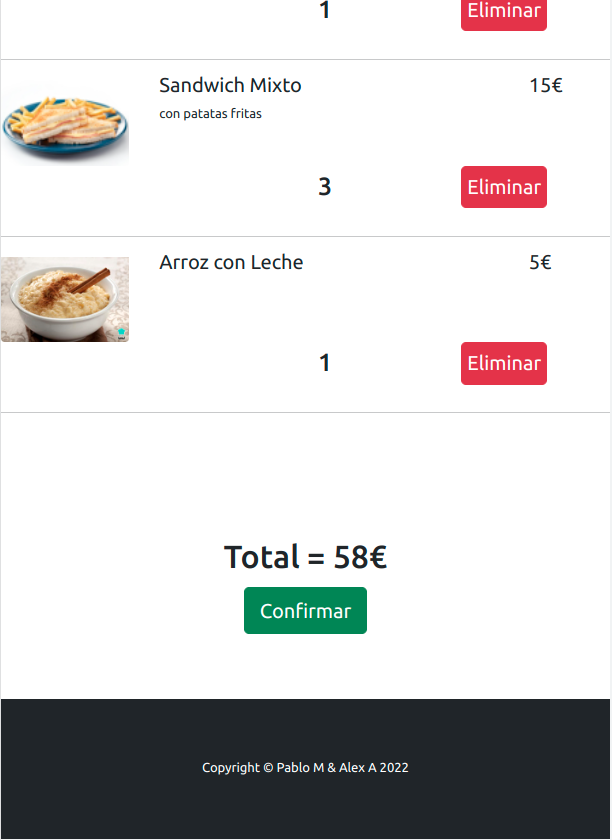 1
Eliminar
Sandwich Mixto
15€
con patatas fritas
3
Eliminar
Arroz con Leche
5€
1
Eliminar
Total = 58€
Confirmar
Copyright © Pablo M & Alex A 2022